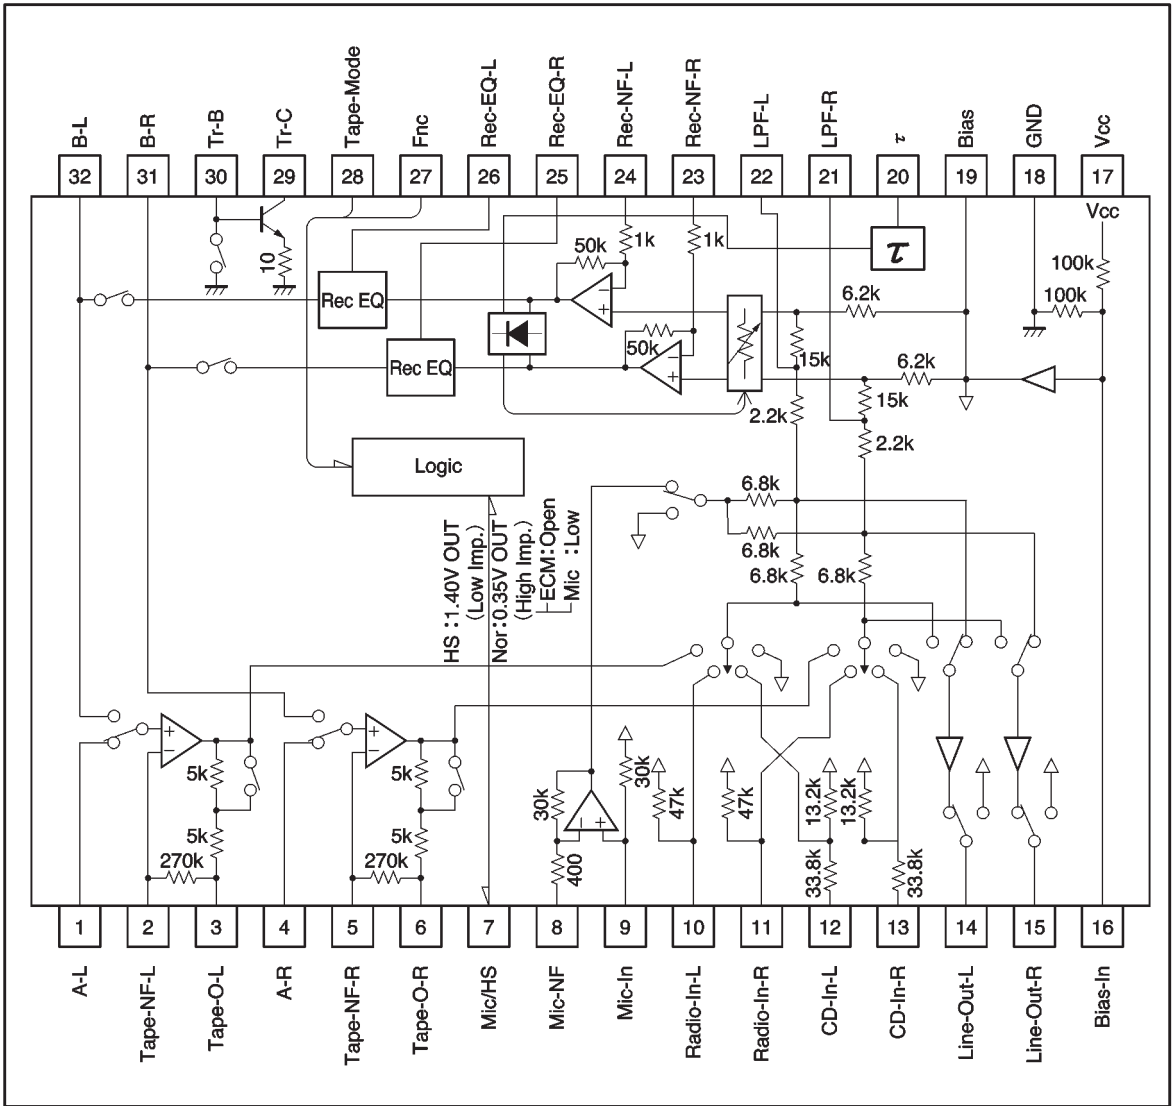 B-L
B-R
Tr-B
Tr-C
Tape-Mode
Fnc
Rec-EQ-L
Rec-EQ-R
Rec-NF-L
Rec-NF-R
LPF-L
LPF-R
τ
Bias
GND
Vcc
32
31
30
29
28
27
26
25
24
23
22
21
20
19
18
17
Vcc
10
50k
1k
1k
τ
100k
100k
6.2k
Rec EQ
−
+
50k
−
+
15k
6.2k
Rec EQ
2.2k
15k
2.2k
Logic
6.8k
6.8k
6.8k
6.8k
HS :1.40V OUT
(Low Imp.)
Nor:0.35V OUT
(High Imp.)
ECM:Open
Mic :Low
+
−
5k
5k
270k
+
−
5k
5k
270k
30k
−
+
400
30k
47k
47k
13.2k
13.2k
33.8k
33.8k
1
2
3
4
5
6
7
8
9
10
11
12
13
14
15
16
A-L
Tape-NF-L
Tape-O-L
A-R
Tape-NF-R
Tape-O-R
Mic/HS
Mic-NF
Mic-In
Radio-In-L
Radio-In-R
CD-In-L
CD-In-R
Line-Out-L
Line-Out-R
Bias-In